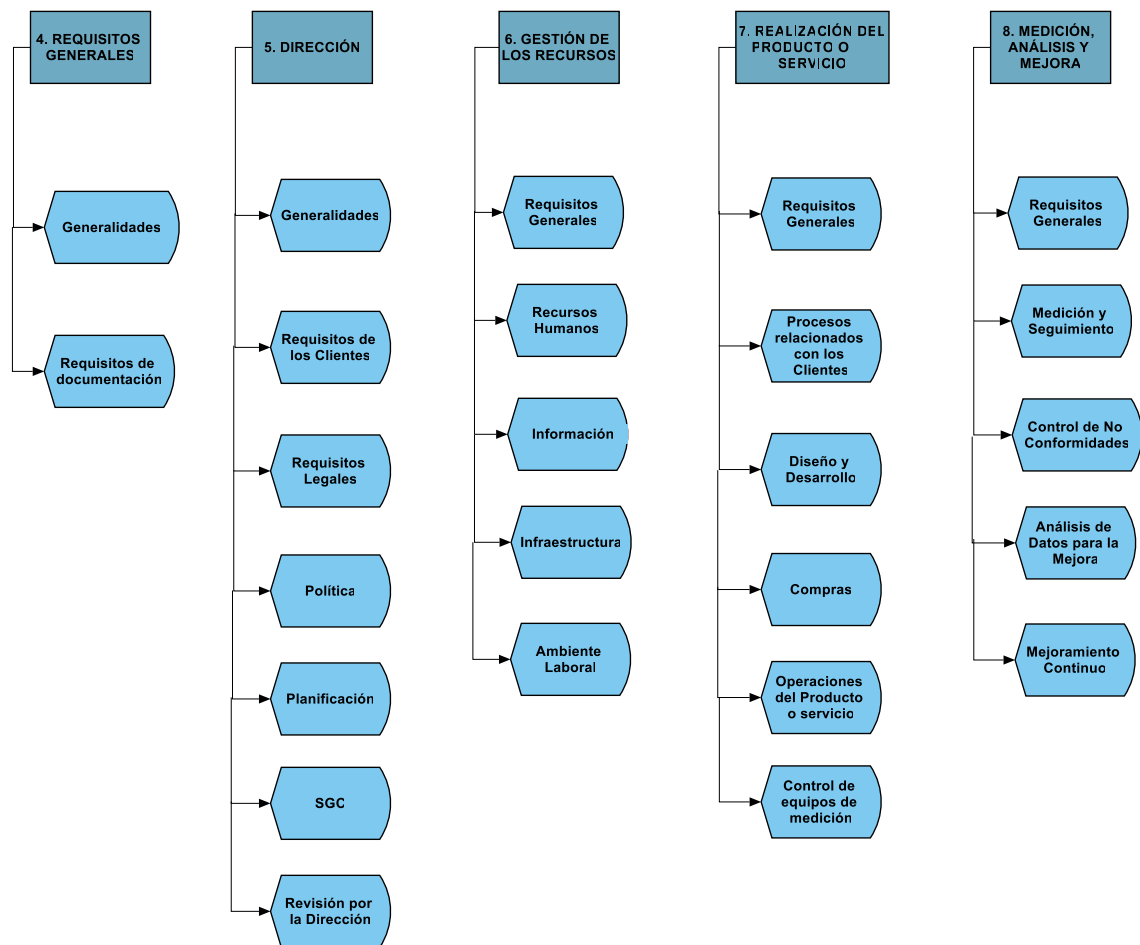 4. REQUISITOS
GENERALES
Generalidades
Requisitos de
documentación
5. DIRECCIÓN
Generalidades
Requisitos de
los Clientes
Requisitos
Legales
Política
Planificación
SGC
Revisión por
la Dirección
6. GESTIÓN DE
LOS RECURSOS
Requisitos
Generales
Recursos
Humanos
Información
Infraestructura
Ambiente
Laboral
7. REALIZACIÓN DEL
PRODUCTO O
SERVICIO
Requisitos
Generales
Procesos
relacionados
con los
Clientes
Diseño y
Desarrollo
Compras
Operaciones
del Producto
o servicio
Control de
equipos de
medición
8. MEDICIÓN,
ANÁLISIS Y
MEJORA
Requisitos
Generales
Medición y
Seguimiento
Control de No
Conformidades
Análisis de
Datos para la
Mejora
Mejoramiento
Continuo